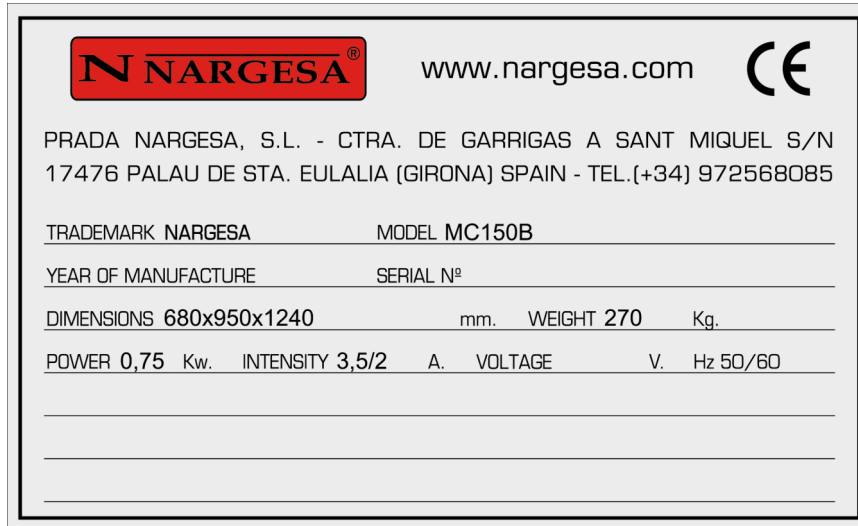 N NARGESA® www.nargesa.com CE
PRADA NARGESA, S.L. - CTRA. DE GARRIGAS A SANT MIQUEL S/N
17476 PALAU DE STA. EULALIA (GIRONA) SPAIN - TEL.(+34) 972568085
TRADEMARK NARGESA MODEL MC150B
YEAR OF MANUFACTURE SERIAL Nº
DIMENSIONS 680x950x1240 mm. WEIGHT 270 Kg.
POWER 0,75 Kw. INTENSITY 3,5/2 A. VOLTAGE V. Hz 50/60